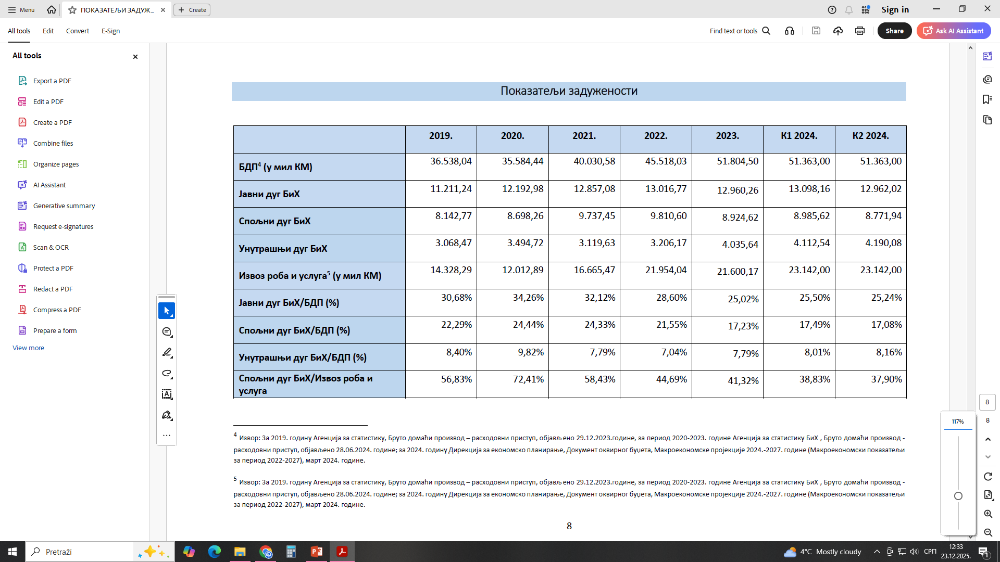 Menu
ПОКАЗАТЕЉИ ЗАДУЖ...
Create
Sign in
All tools
Edit
Convert
E-Sign
Find text or tools
Share
Ask AI Assistant
All tools
Export a PDF
Edit a PDF
Create a PDF
Combine files
Organize pages
AI Assistant
Generative summary
Request e-signatures
Scan & OCR
Protect a PDF
Redact a PDF
Compress a PDF
Prepare a form
View more
Показатељи задужености
2019. 2020. 2021. 2022. 2023. К1 2024. К2 2024.
БДП4 (у мил КМ) 36.538,04 35.584,44 40.030,58 45.518,03 51.804,50 51.363,00 51.363,00
Јавни дуг БиХ 11.211,24 12.192,98 12.857,08 13.016,77 12.960,26 13.098,16 12.962,02
Спољни дуг БиХ 8.142,77 8.698,26 9.737,45 9.810,60 8.924,62 8.985,62 8.771,94
Унутрашњи дуг БиХ 3.068,47 3.494,72 3.119,63 3.206,17 4.035,64 4.112,54 4.190,08
Извоз роба и услуга5 (у мил КМ) 14.328,29 12.012,89 16.665,47 21.954,04 21.600,17 23.142,00 23.142,00
Јавни дуг БиХ/БДП (%) 30,68% 34,26% 32,12% 28,60% 25,02% 25,50% 25,24%
Спољни дуг БиХ/БДП (%) 22,29% 24,44% 24,33% 21,55% 17,23% 17,49% 17,08%
Унутрашњи дуг БиХ/БДП (%) 8,40% 9,82% 7,79% 7,04% 7,79% 8,01% 8,16%
Спољни дуг БиХ/Извоз роба и
услуга 56,83% 72,41% 58,43% 44,69% 41,32% 38,83% 37,90%
4 Извор: За 2019. годину Агенција за статистику, Бруто домаћи производ – расходовни приступ, објављено 29.12.2023.године, за период 2020-2023. године Агенција за статистику БиХ , Бруто домаћи производ -
расходовни приступ, објављено 28.06.2024. године; за 2024. годину Дирекција за економско планирање, Документ оквирног буџета, Макроекономске пројекције 2024.-2027. године (Макроекономски показатељи
за период 2022-2027), март 2024. године.
5 Извор: За 2019. годину Агенција за статистику, Бруто домаћи производ – расходовни приступ, објављено 29.12.2023.године, за период 2020-2023. године Агенција за статистику БиХ , Бруто домаћи производ -
расходовни приступ, објављено 28.06.2024. године; за 2024. годину Дирекција за економско планирање, Документ оквирног буџета, Макроекономске пројекције 2024.-2027. године (Макроекономски показатељи
за период 2022-2027), март 2024. године.
8
8
8
117%
Pretraži
4°C Mostly cloudy
СРП
12:33
23.12.2025.
1